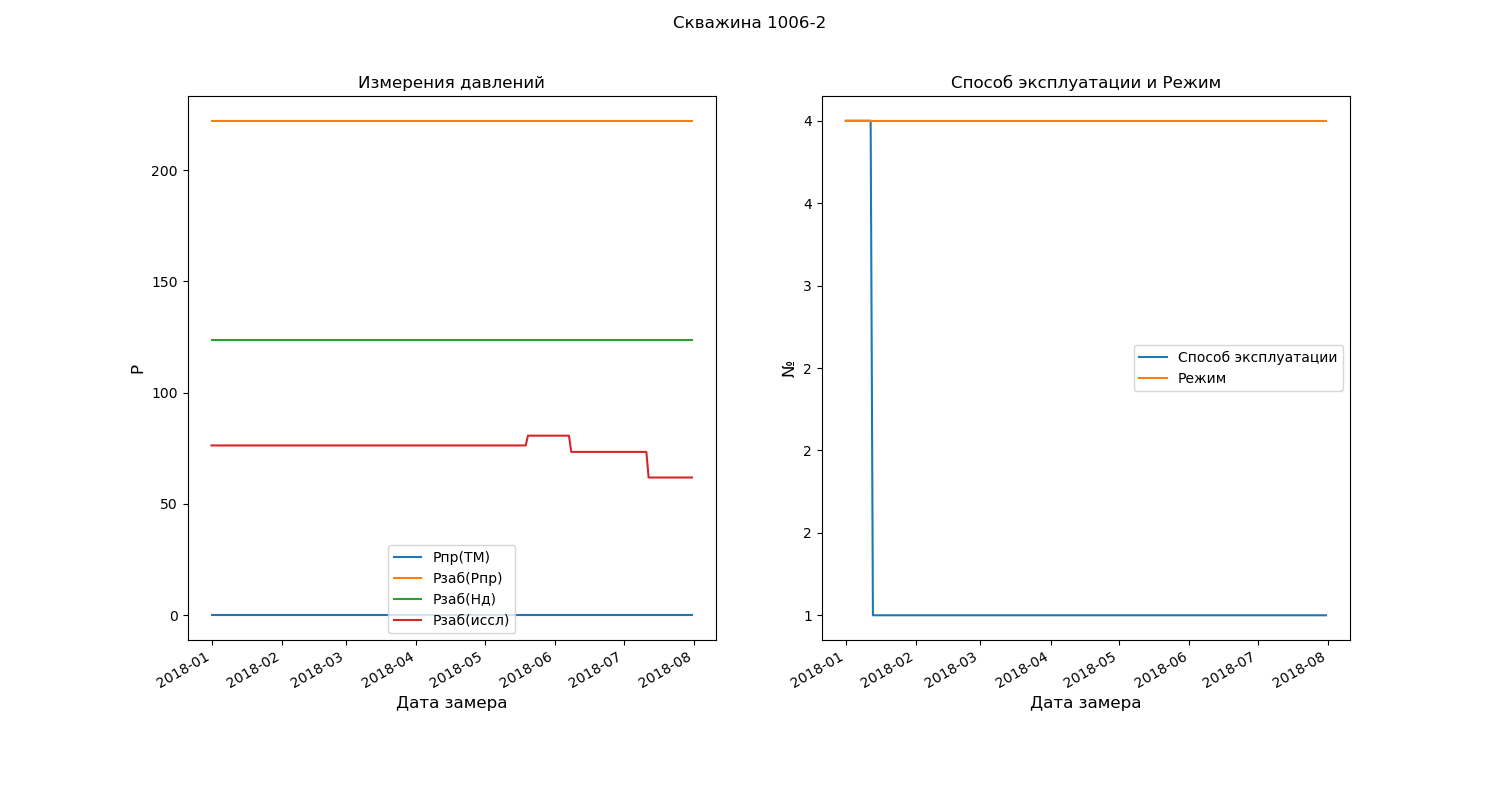 Скважина 1006-2
Измерения давлений
P
200
150
100
50
0
Рпр(ТМ)
Рзаб(Рпр)
Рзаб(Нд)
Рзаб(иссл)
2018-01
2018-02
2018-03
2018-04
2018-05
2018-06
2018-07
2018-08
Дата замера
Способ эксплуатации и Режим
№
4
4
3
2
2
2
1
Способ эксплуатации
Режим
2018-01
2018-02
2018-03
2018-04
2018-05
2018-06
2018-07
2018-08
Дата замера